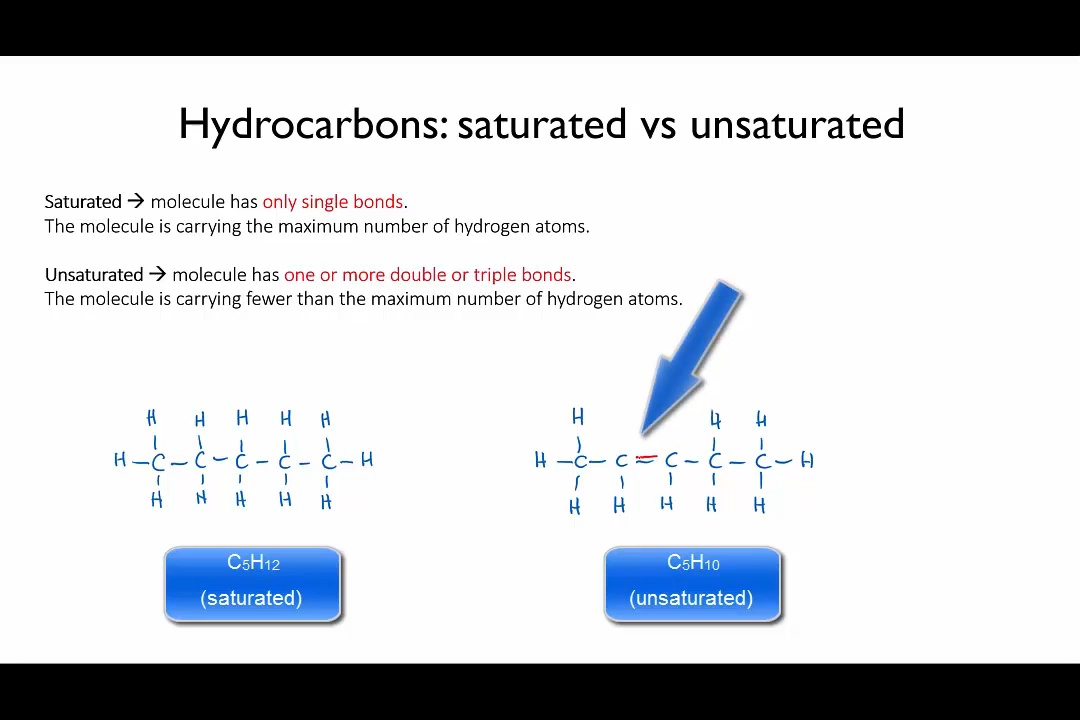 Hydrocarbons: saturated vs unsaturated
Saturated → molecule has only single bonds.
The molecule is carrying the maximum number of hydrogen atoms.
Unsaturated → molecule has one or more double or triple bonds.
The molecule is carrying fewer than the maximum number of hydrogen atoms.
H H H H H
H – C – C – C – C – C – H
H H H H H
C₅H₁₂
(saturated)
H H H
H – C – C = C – C – C – H
H H H H H
C₅H₁₀
(unsaturated)